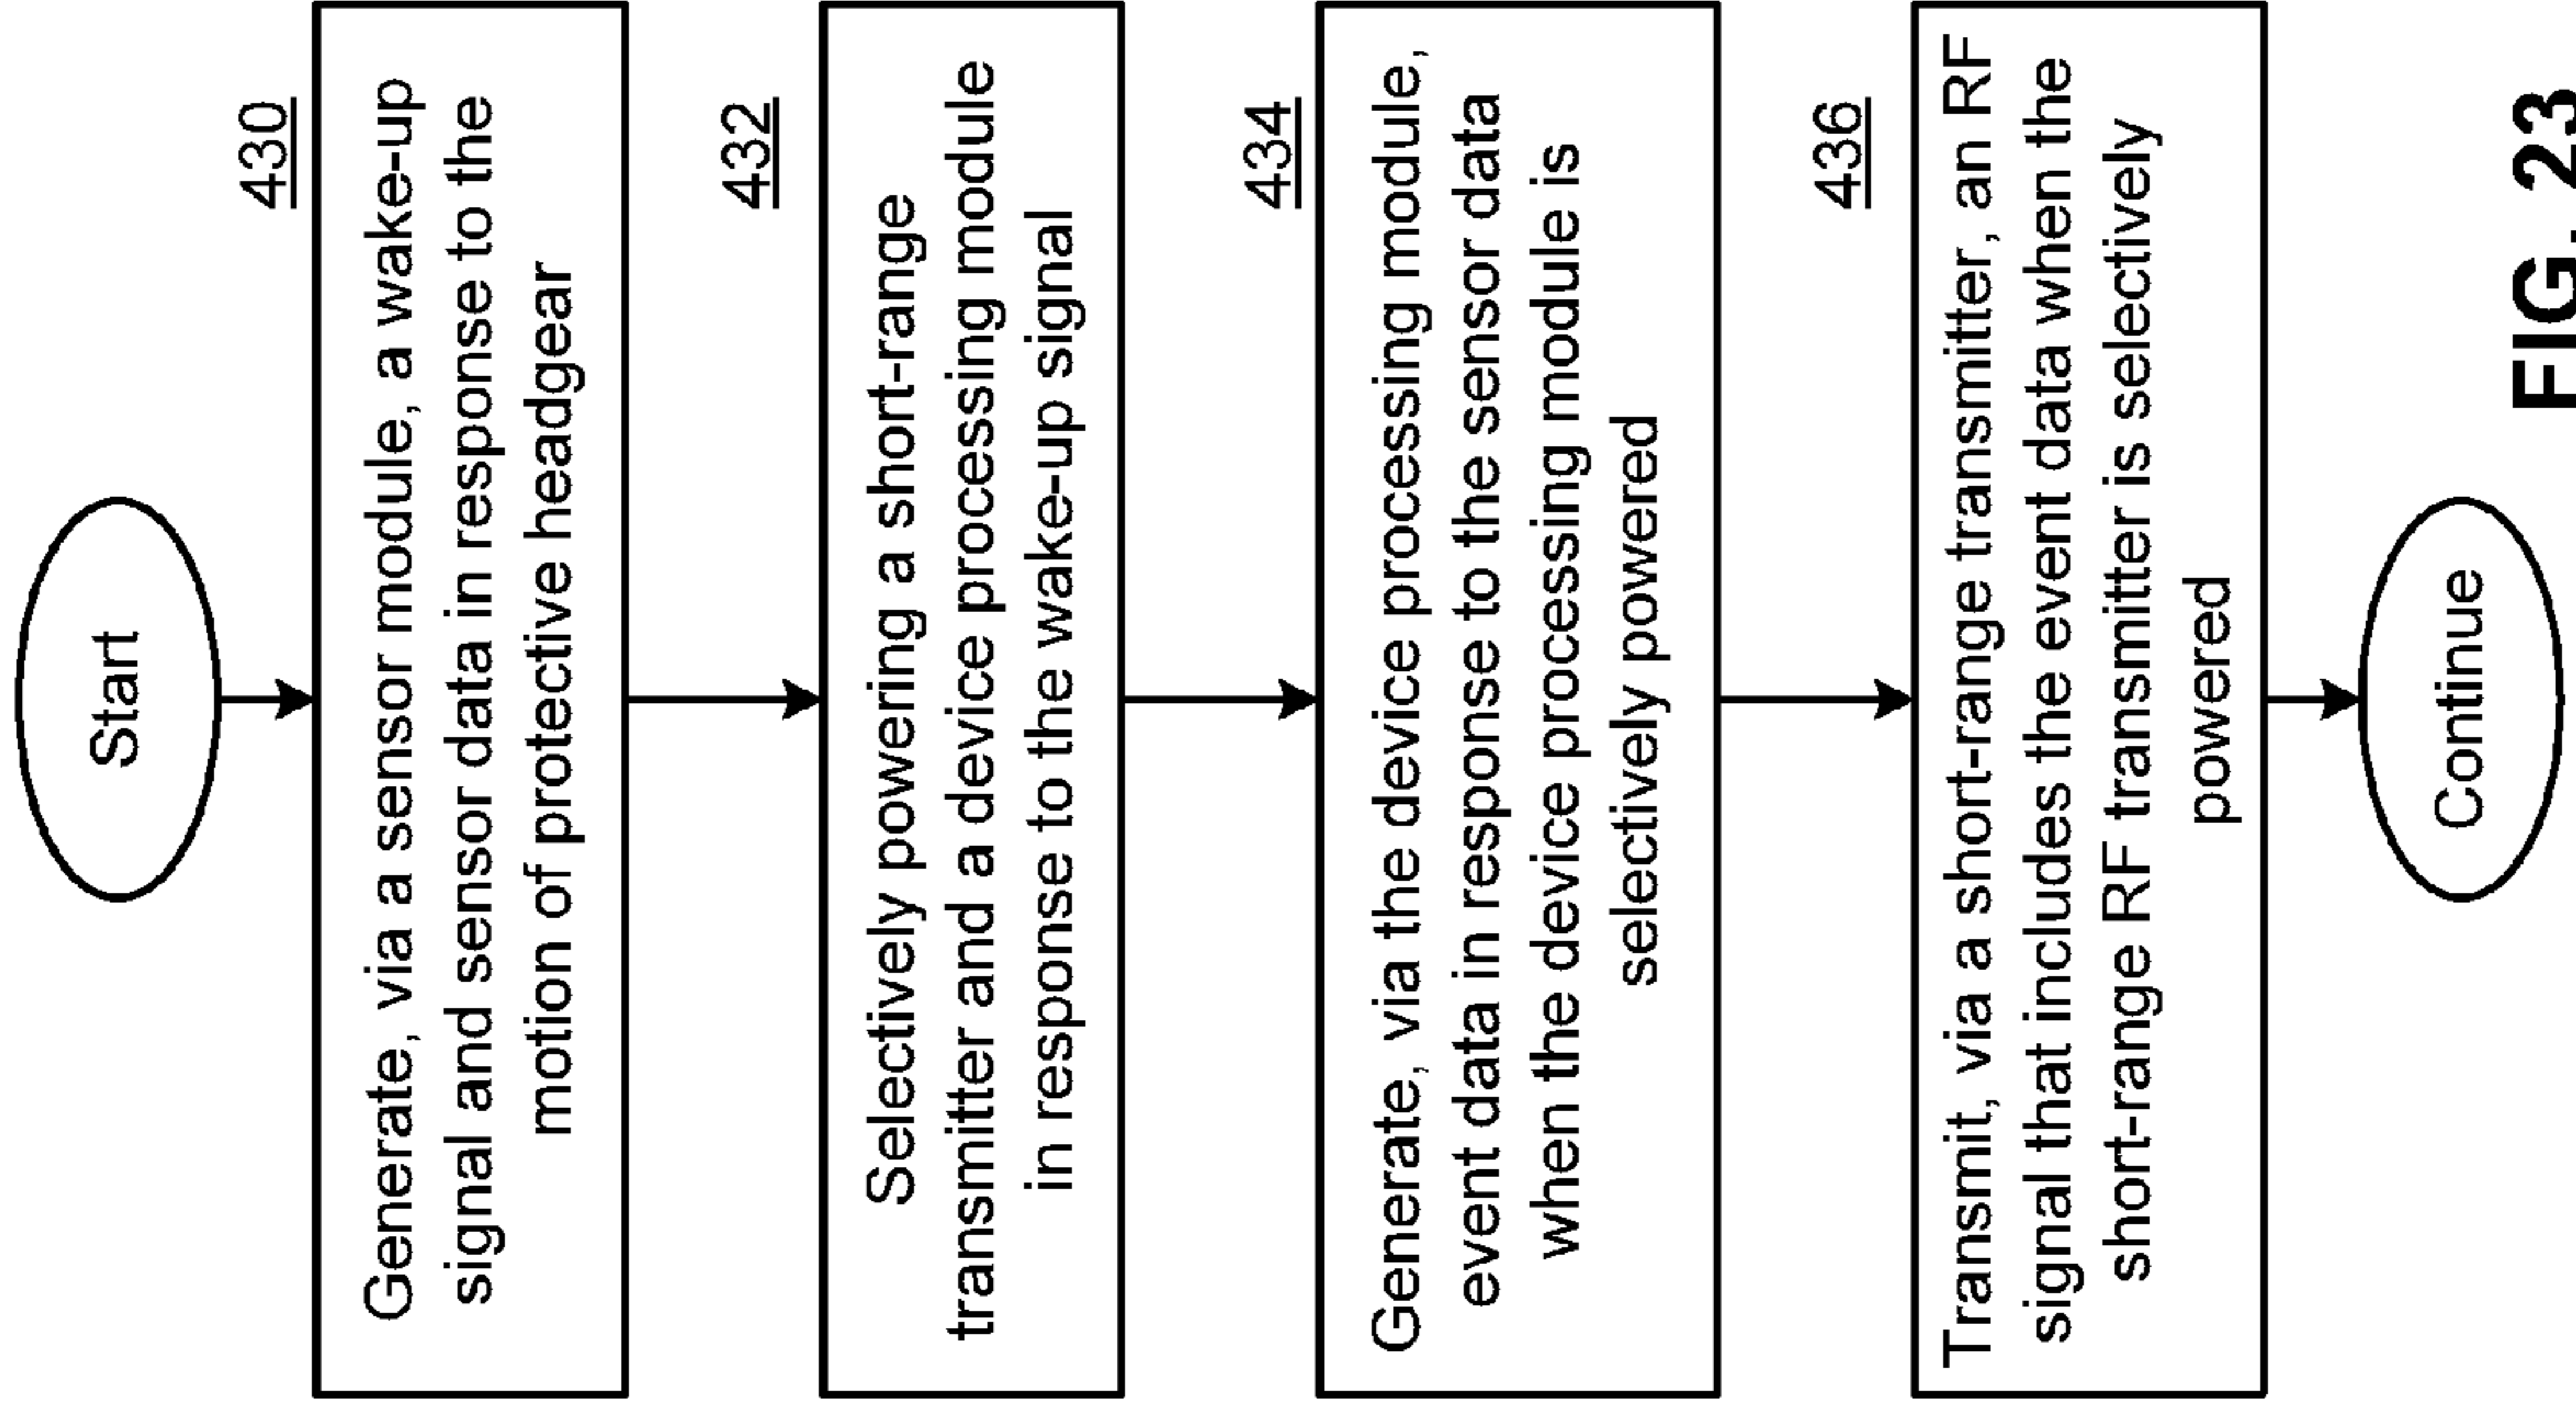 Start
430
Generate, via a sensor module, a wake-up
signal and sensor data in response to the
motion of protective headgear
432
Selectively powering a short-range
transmitter and a device processing module
in response to the wake-up signal
434
Generate, via the device processing module,
event data in response to the sensor data
when the device processing module is
selectively powered
436
Transmit, via a short-range transmitter, an RF
signal that includes the event data when the
short-range RF transmitter is selectively
powered
Continue
FIG. 23